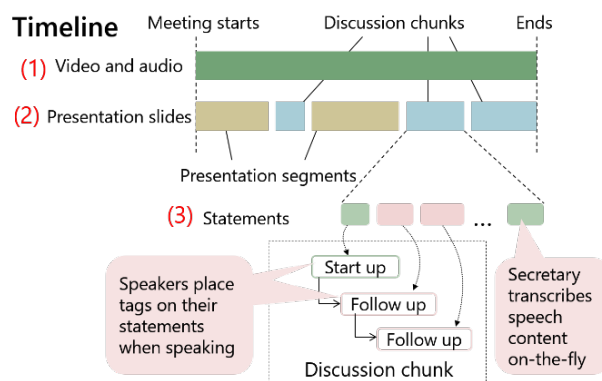 Timeline
Meeting starts
Discussion chunks
Ends
(1) Video and audio
(2) Presentation slides
Presentation segments
(3) Statements
...
Speakers place
tags on their
statements
when speaking
Start up
Follow up
Follow up
Discussion chunk
Secretary
transcribes
speech
content
on-the-fly